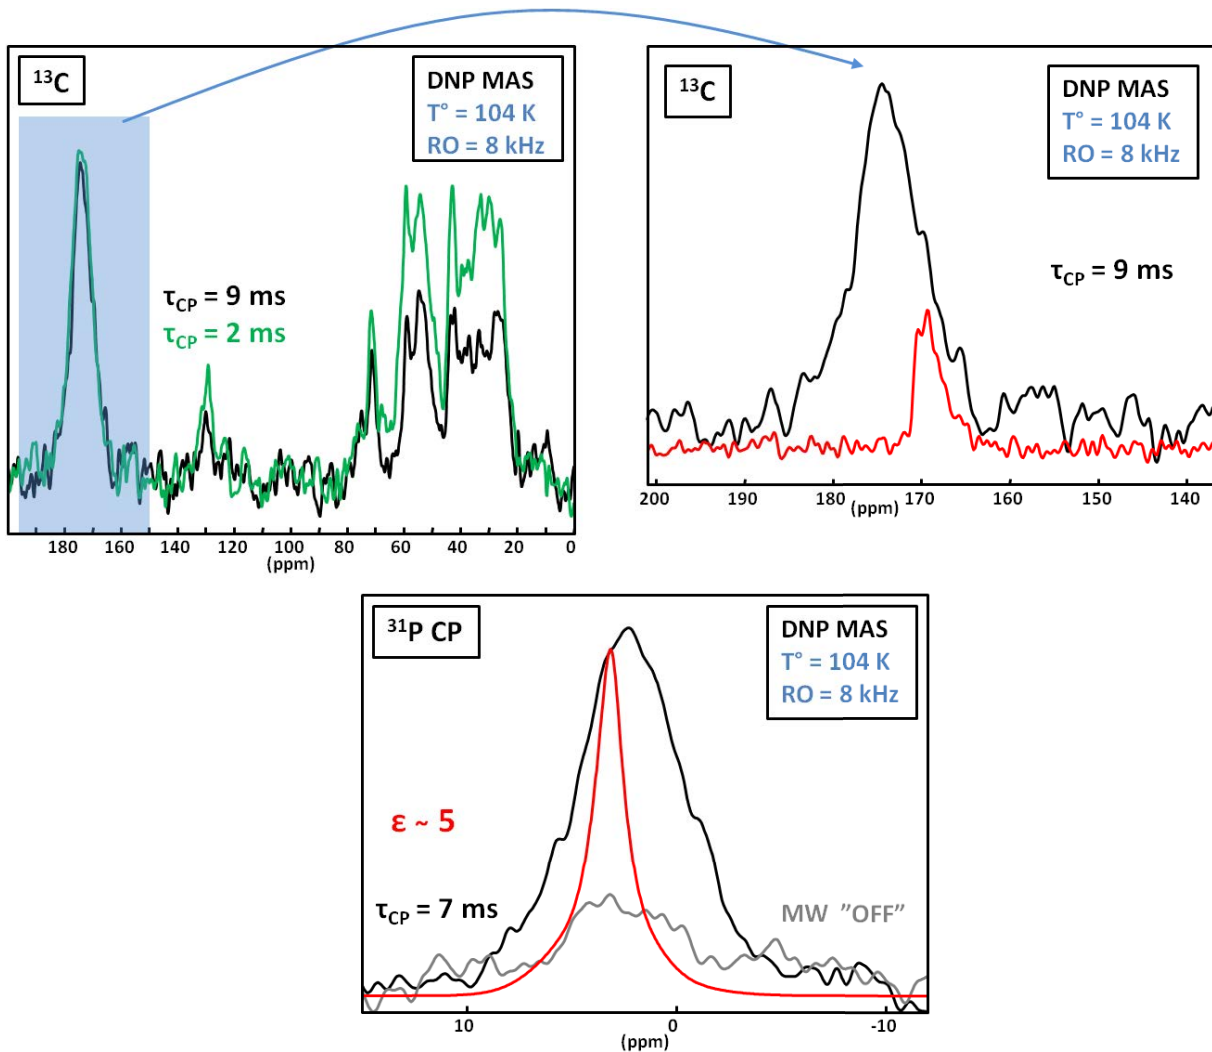 ¹³C
DNP MAS
T° = 104 K
RO = 8 kHz
τCP = 9 ms
τCP = 2 ms
180 160 140 120 100 80 60 40 20 0
(ppm)
¹³C
DNP MAS
T° = 104 K
RO = 8 kHz
τCP = 9 ms
200 190 180 170 160 150 140
(ppm)
³¹P CP
DNP MAS
T° = 104 K
RO = 8 kHz
ε ~ 5
τCP = 7 ms
MW ”OFF”
10 0 -10
(ppm)